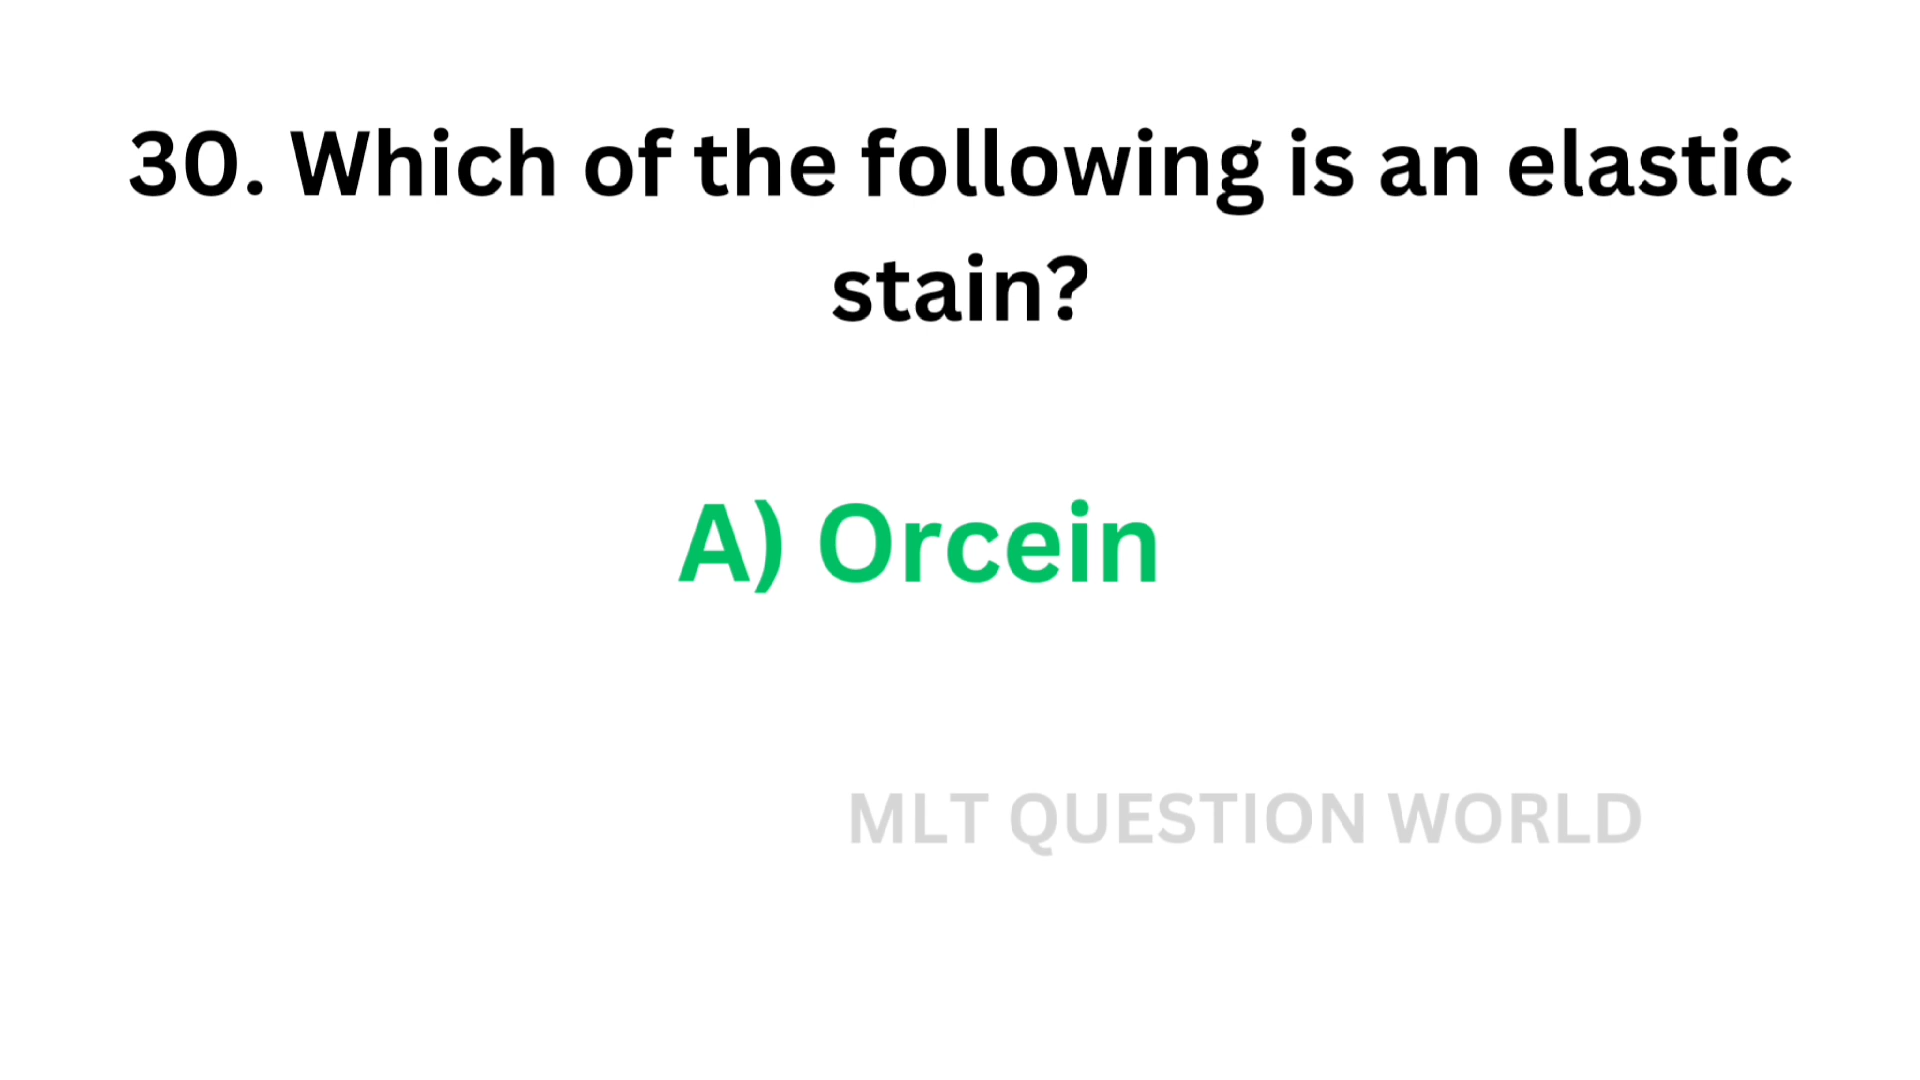 30. Which of the following is an elastic
stain?
A) Orcein
MLT QUESTION WORLD